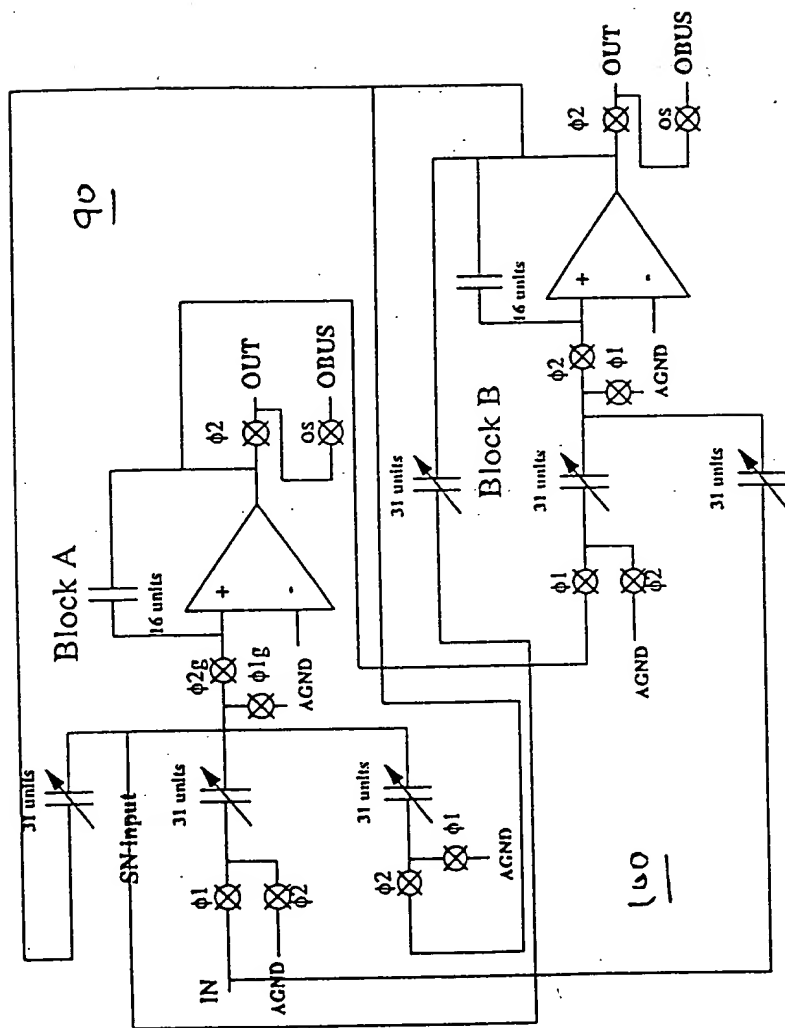 90
Block A
31 units
SN-Input
31 units
31 units
IN
φ1
φ2
AGND
φ2
φ1
AGND
φ2g
φ1g
AGND
16 units
+
-
φ2
OUT
os
OBUS
Block B
31 units
31 units
31 units
φ1
φ2
AGND
φ2
φ1
AGND
16 units
+
-
AGND
φ2
OUT
os
OBUS
100